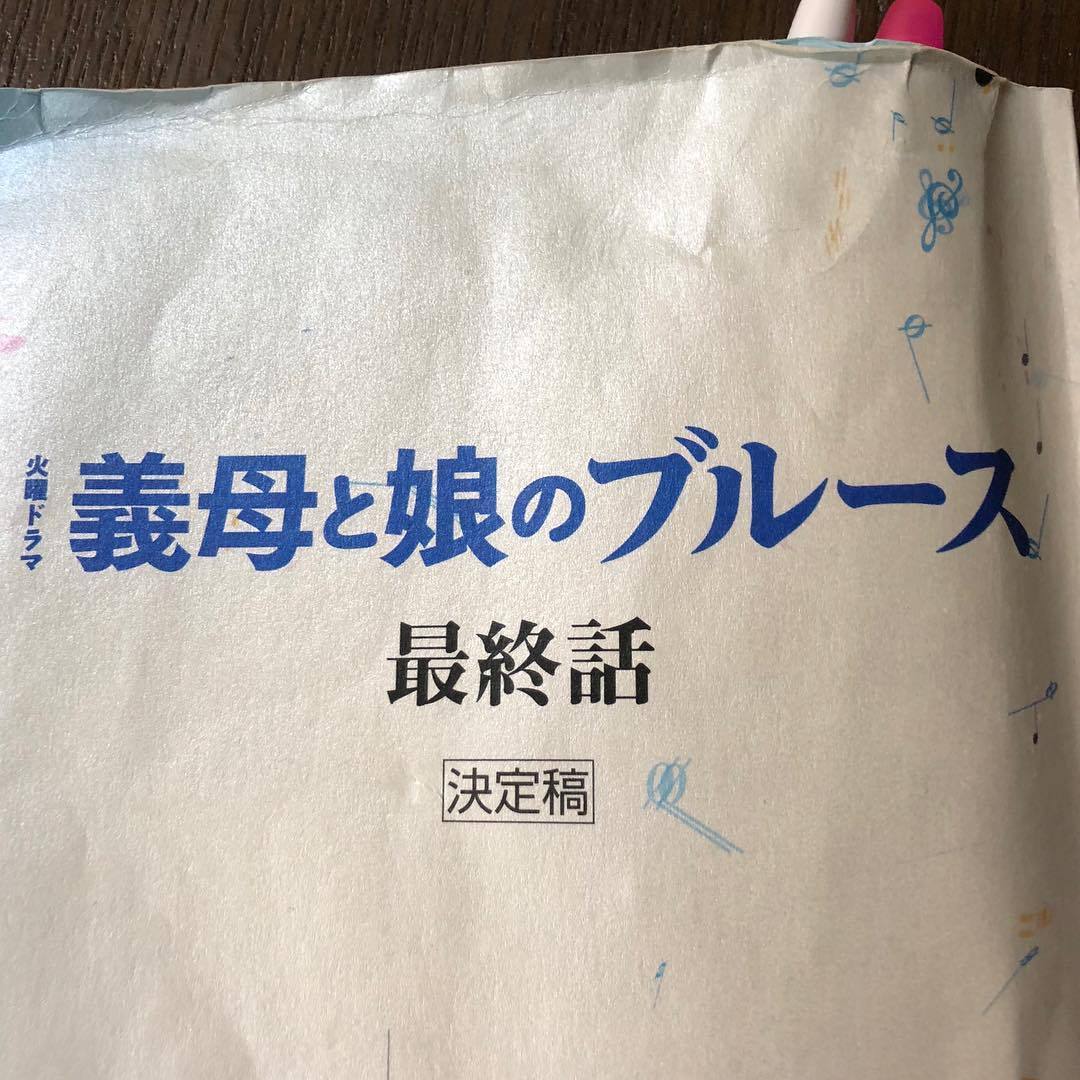 火曜ドラマ
義母と娘のブルース
最終話
決定稿